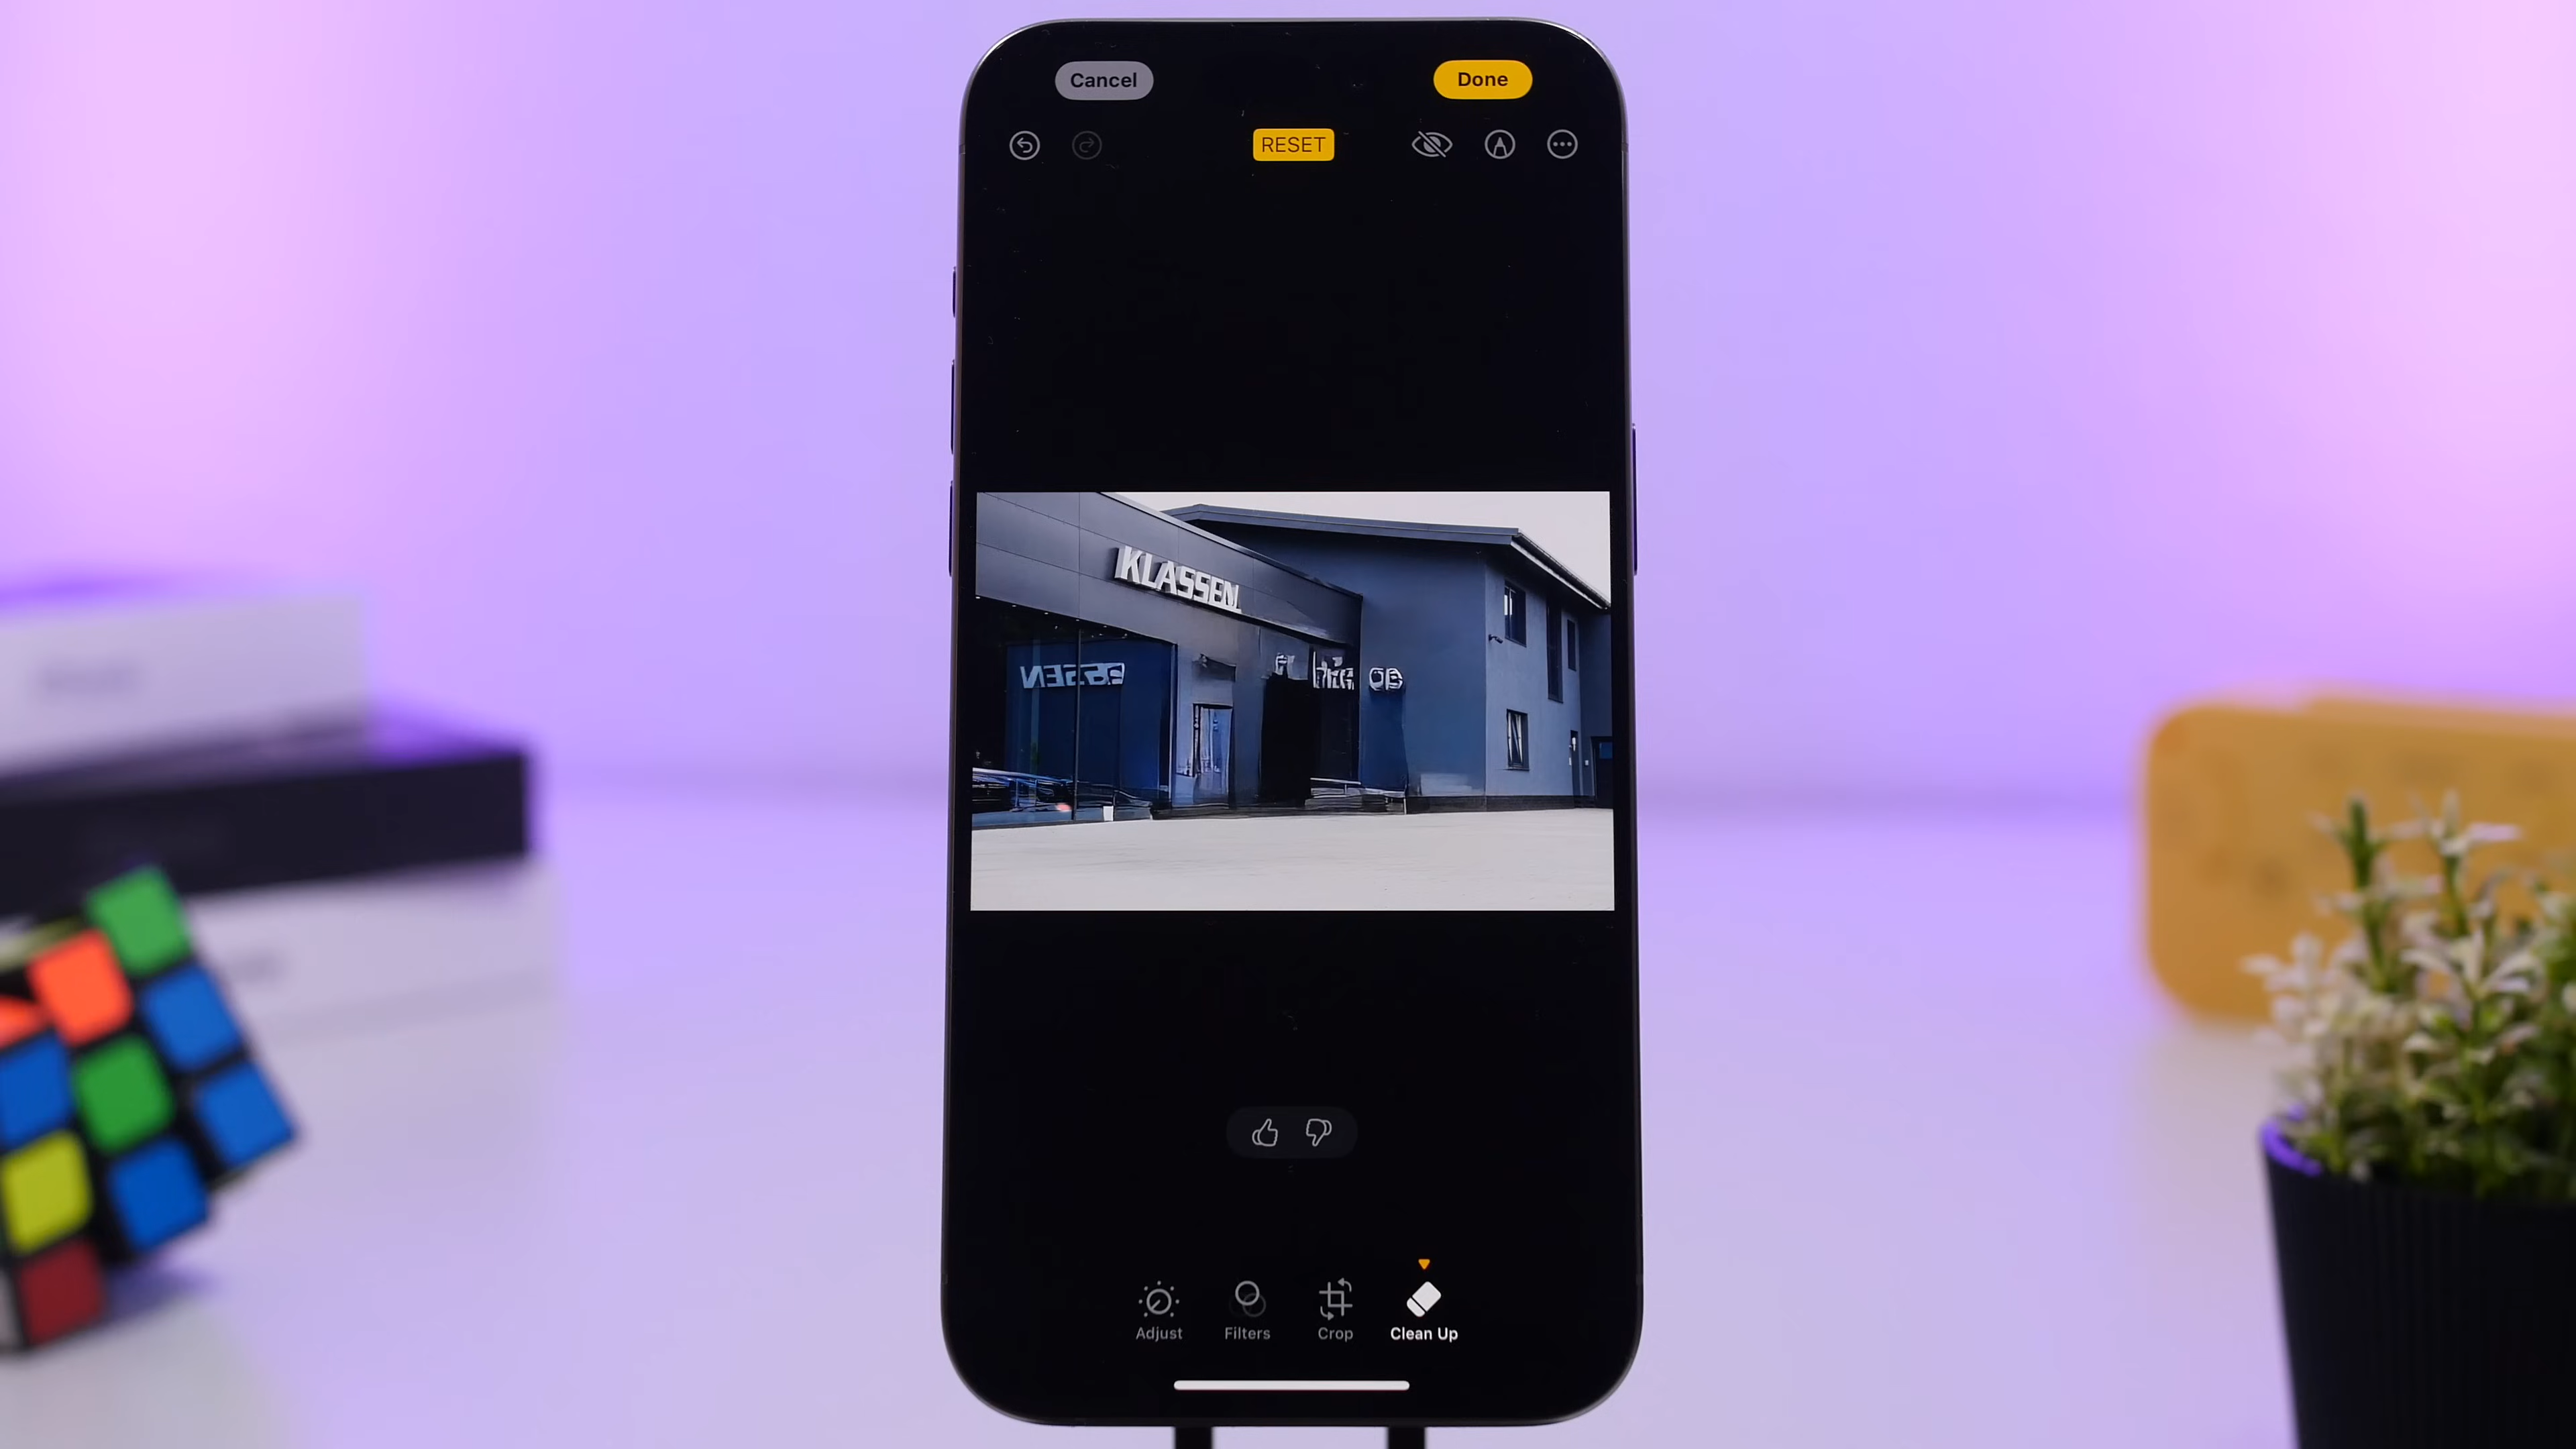 Cancel
Done
RESET
KLASSEN
Adjust
Filters
Crop
Clean Up